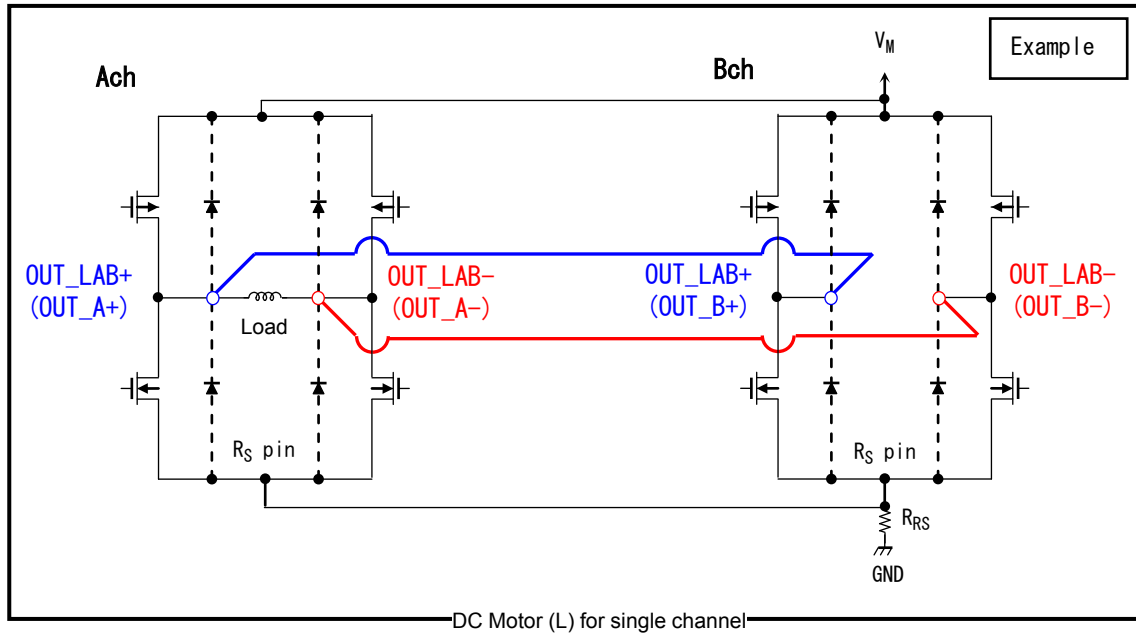 Example
V_M
Ach
Bch
OUT_LAB+
(OUT_A+)
Load
OUT_LAB-
(OUT_A-)
OUT_LAB+
(OUT_B+)
OUT_LAB-
(OUT_B-)
R_S pin
R_S pin
R_RS
GND
DC Motor (L) for single channel